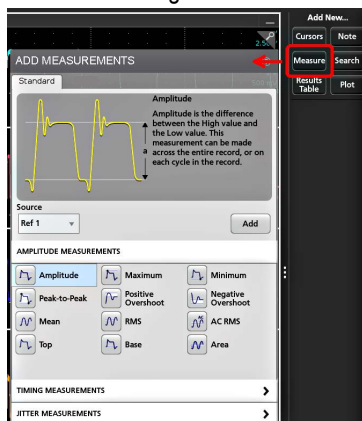 Add New...
Cursors Note
Measure Search
Results Table Plot
ADD MEASUREMENTS
Standard
Amplitude
Amplitude is the difference
between the High value and
the Low value. This
measurement can be made
a across the entire record, or on
each cycle in the record.
Source
Ref 1
Add
AMPLITUDE MEASUREMENTS
Amplitude Maximum Minimum
Peak-to-Peak Positive Overshoot Negative Overshoot
Mean RMS AC RMS
Top Base Area
TIMING MEASUREMENTS
JITTER MEASUREMENTS